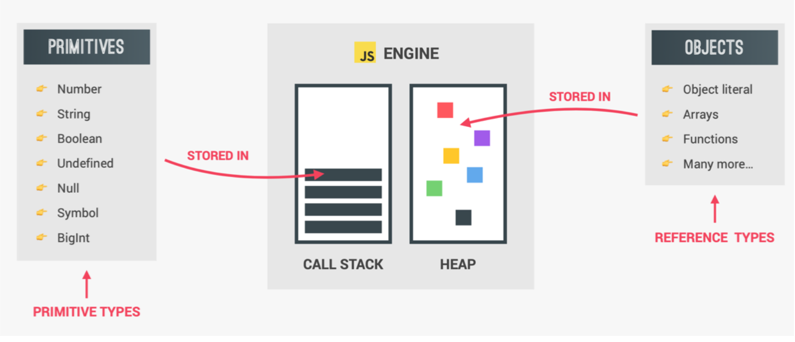 PRIMITIVES
Number
String
Boolean
Undefined
Null
Symbol
BigInt
PRIMITIVE TYPES
STORED IN
JS ENGINE
CALL STACK
HEAP
STORED IN
OBJECTS
Object literal
Arrays
Functions
Many more...
REFERENCE TYPES